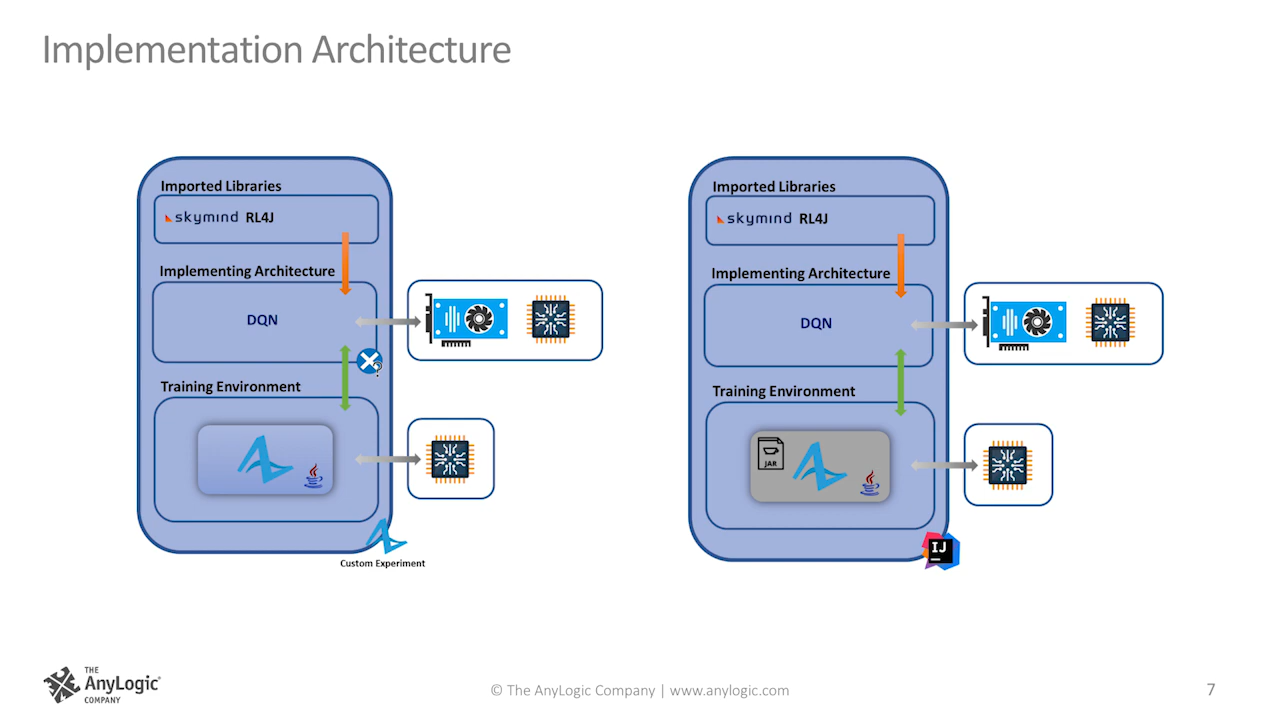 Implementation Architecture
Imported Libraries
skymind RL4J
Implementing Architecture
DQN
Training Environment
Custom Experiment
Imported Libraries
skymind RL4J
Implementing Architecture
DQN
Training Environment
JAR
IJ
THE
AnyLogic
COMPANY
© The AnyLogic Company | www.anylogic.com
7